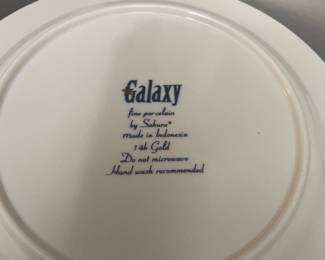 Galaxy
fine porcelain
by Sakura®
made in Indonesia
14k Gold
Do not microwave
Hand wash recommended